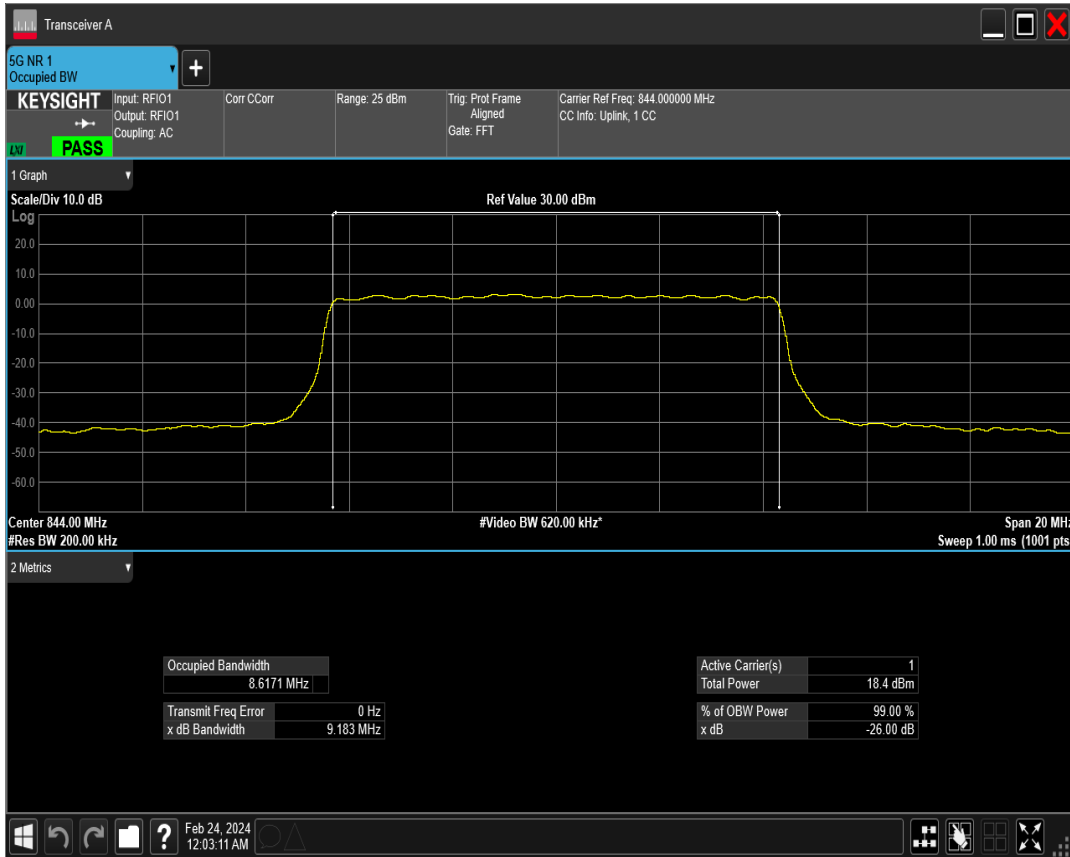 Transceiver A
5G NR 1
Occupied BW
+
KEYSIGHT
LXI
PASS
Input: RFIO1
Output: RFIO1
Coupling: AC
Corr CCorr
Range: 25 dBm
Trig: Prot Frame
Aligned
Gate: FFT
Carrier Ref Freq: 844.000000 MHz
CC Info: Uplink, 1 CC
1 Graph
Scale/Div 10.0 dB
Ref Value 30.00 dBm
Log
20.0
10.0
0.00
-10.0
-20.0
-30.0
-40.0
-50.0
-60.0
Center 844.00 MHz
#Video BW 620.00 kHz*
Span 20 MHz
#Res BW 200.00 kHz
Sweep 1.00 ms (1001 pts
2 Metrics
Occupied Bandwidth
8.6171 MHz
Transmit Freq Error 0 Hz
x dB Bandwidth 9.183 MHz
Active Carrier(s) 1
Total Power 18.4 dBm
% of OBW Power 99.00 %
x dB -26.00 dB
?
Feb 24, 2024
12:03:11 AM